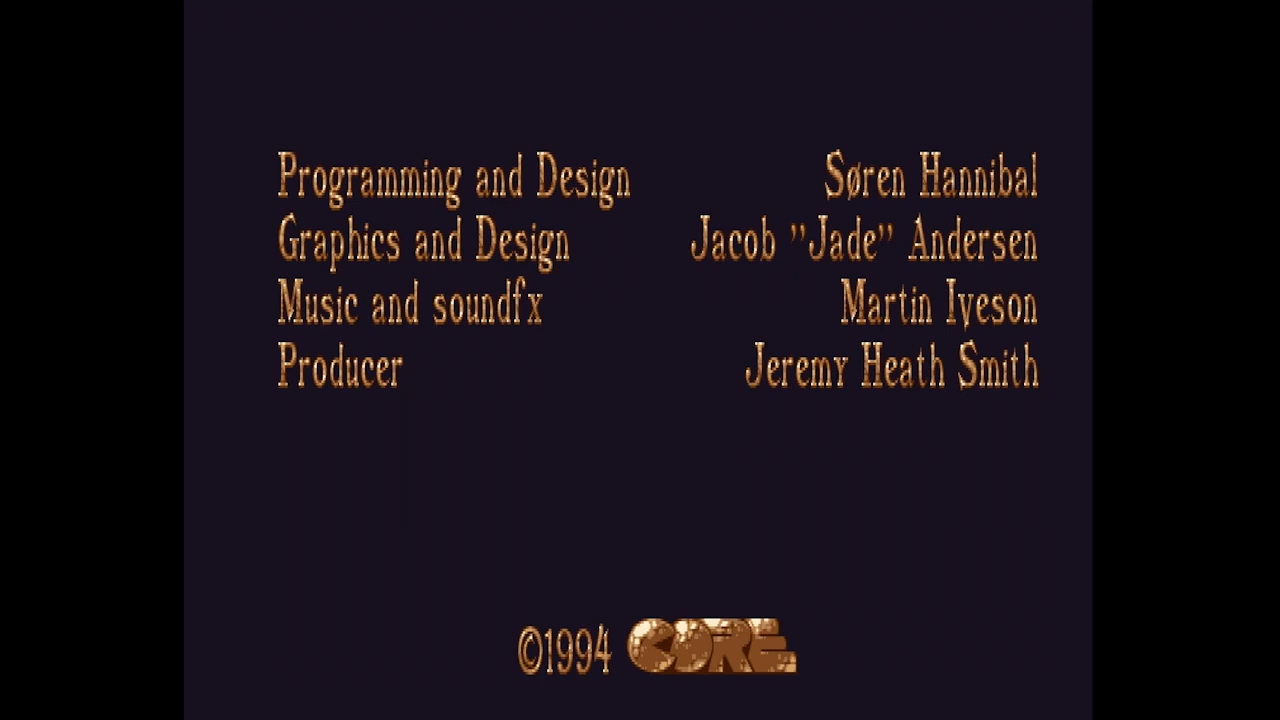 Programming and Design Søren Hannibal
Graphics and Design Jacob "Jade" Andersen
Music and soundfx Martin Iveson
Producer Jeremy Heath Smith
©1994 CORE